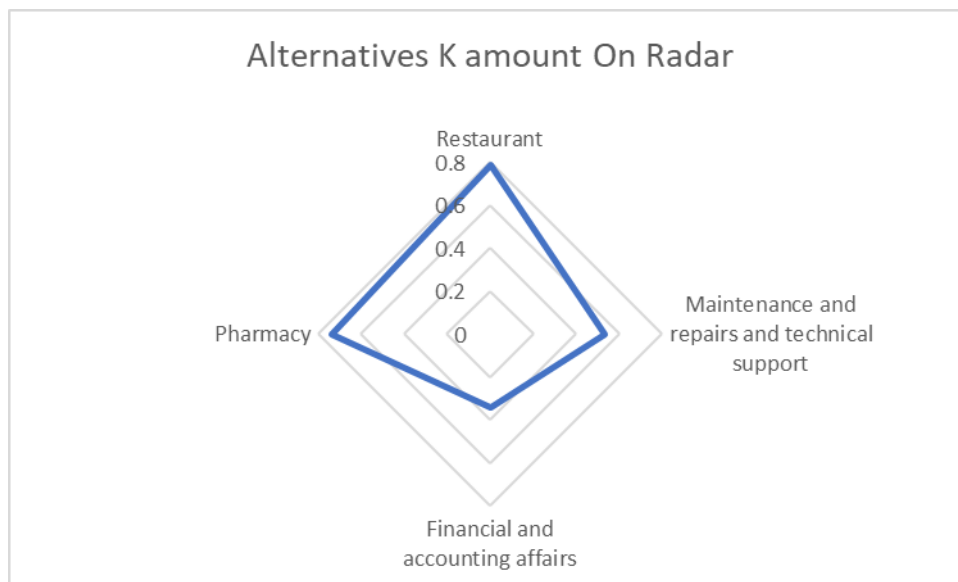 Alternatives K amount On Radar
Restaurant
0.8
0.6
0.4
0.2
0
Maintenance and
repairs and technical
support
Pharmacy
Financial and
accounting affairs